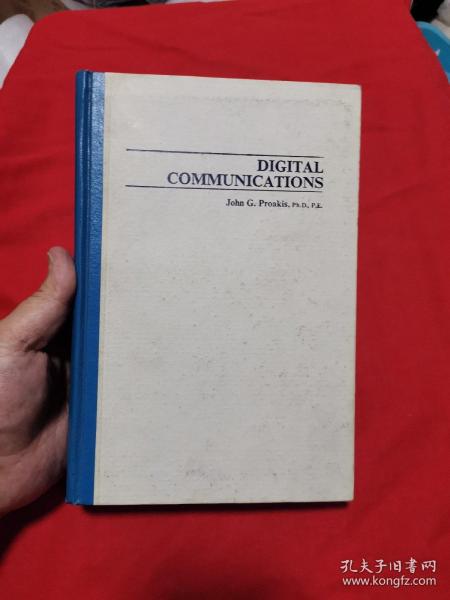 DIGITAL
COMMUNICATIONS
John G. Proakis, Ph.D., P.E.
孔夫子旧书网
www.kongfz.com